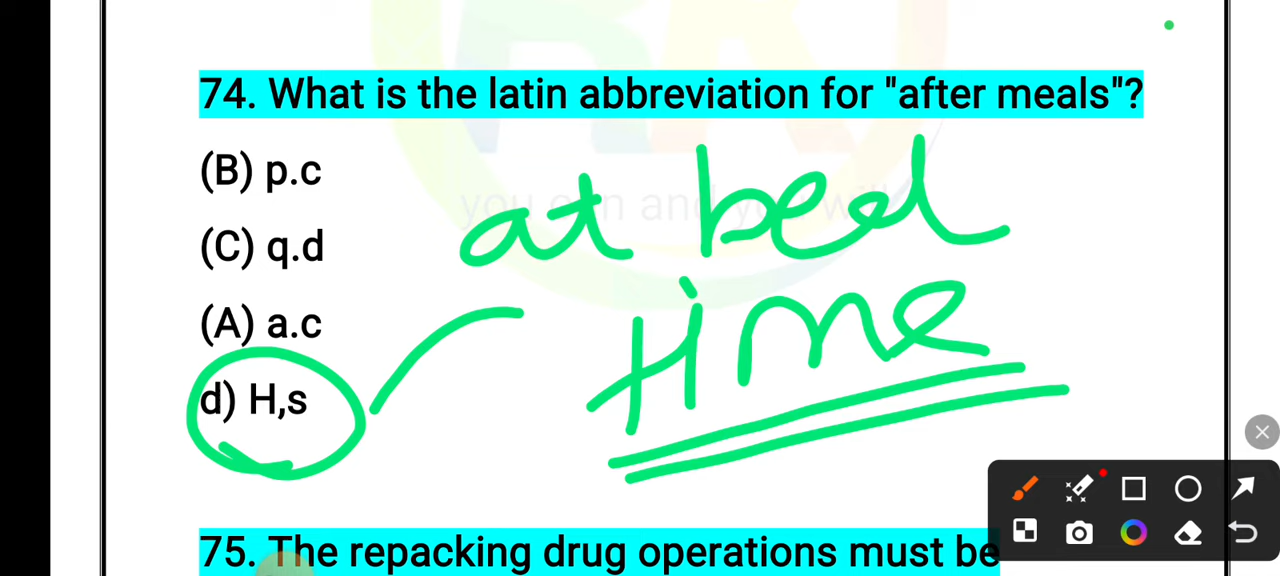 74. What is the latin abbreviation for "after meals"?
(B) p.c
(C) q.d
(A) a.c
d) H,s
at bed
time
75. The repacking drug operations must be